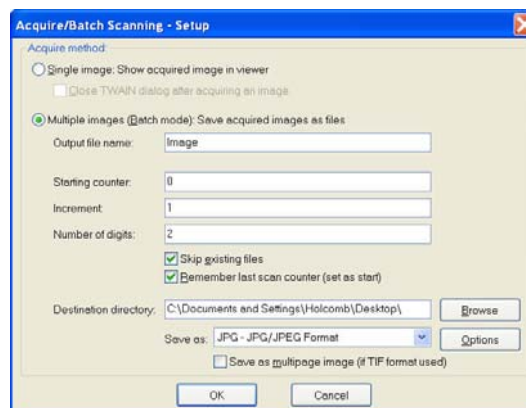 Acquire/Batch Scanning - Setup
Acquire method:
Single image: Show acquired image in viewer
Close TWAIN dialog after acquiring an image
Multiple images (Batch mode): Save acquired images as files
Output file name: Image
Starting counter: 0
Increment: 1
Number of digits: 2
Skip existing files
Remember last scan counter (set as start)
Destination directory: C:\Documents and Settings\Holcomb\Desktop\ Browse
Save as: JPG - JPG/JPEG Format Options
Save as multipage image (if TIF format used)
OK Cancel